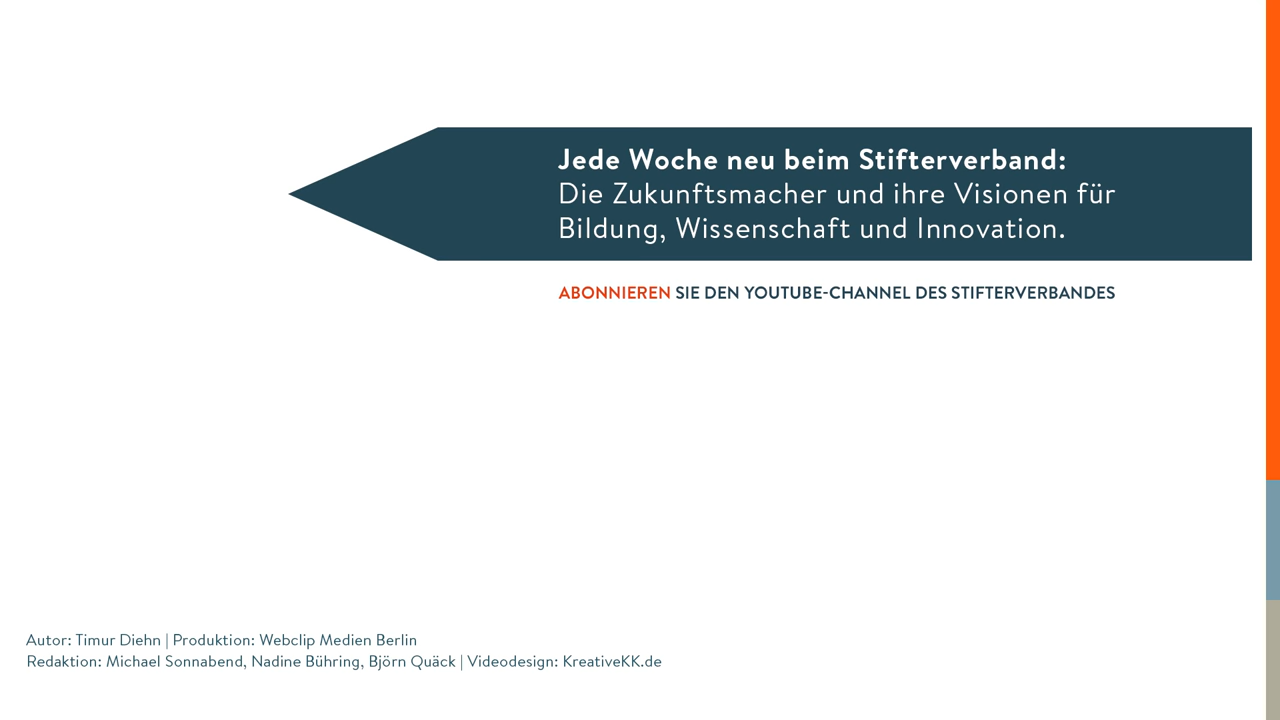 Jede Woche neu beim Stifterverband:
Die Zukunftsmacher und ihre Visionen für
Bildung, Wissenschaft und Innovation.
ABONNIEREN SIE DEN YOUTUBE-CHANNEL DES STIFTERVERBANDES
Autor: Timur Diehn | Produktion: Webclip Medien Berlin
Redaktion: Michael Sonnabend, Nadine Bühring, Björn Quäck | Videodesign: KreativeKK.de